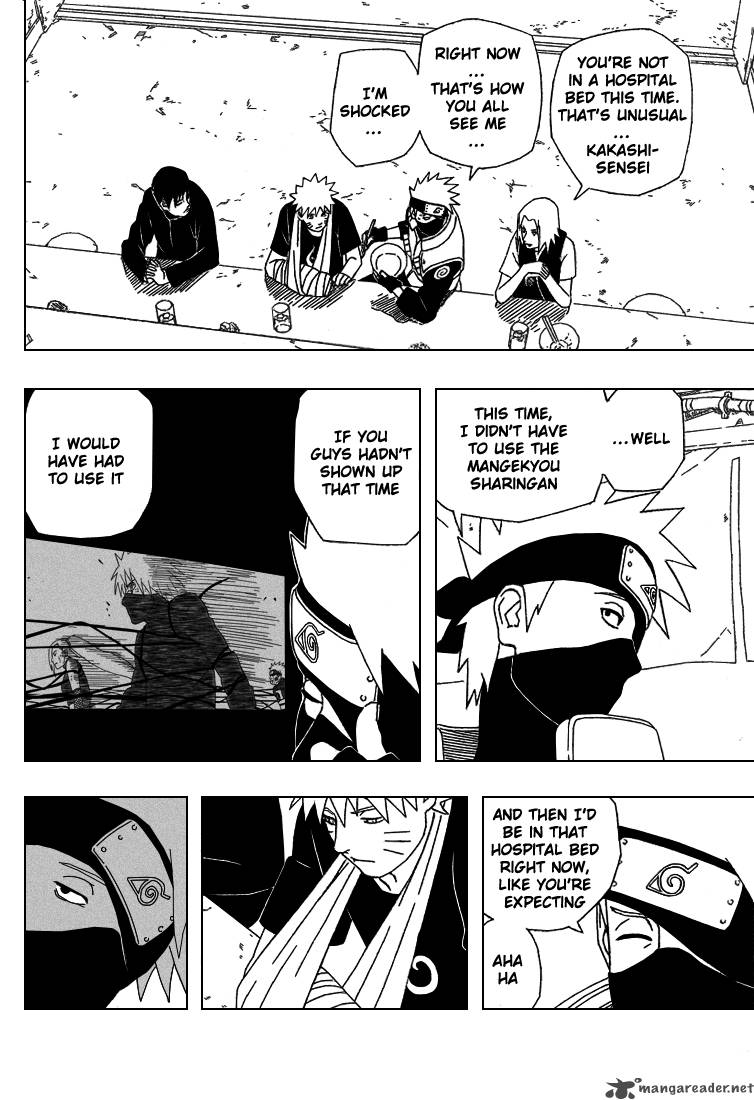 YOU'RE NOT
IN A HOSPITAL
BED THIS TIME.
THAT'S UNUSUAL
...
KAKASHI-
SENSEI
RIGHT NOW
...
THAT'S HOW
YOU ALL
SEE ME
...
I'M
SHOCKED
...
...WELL
THIS TIME,
I DIDN'T HAVE
TO USE THE
MANGEKYOU
SHARINGAN
IF YOU
GUYS HADN'T
SHOWN UP
THAT TIME
I WOULD
HAVE HAD
TO USE IT
AND THEN I'D
BE IN THAT
HOSPITAL BED
RIGHT NOW,
LIKE YOU'RE
EXPECTING
AHA
HA
mangareader.net